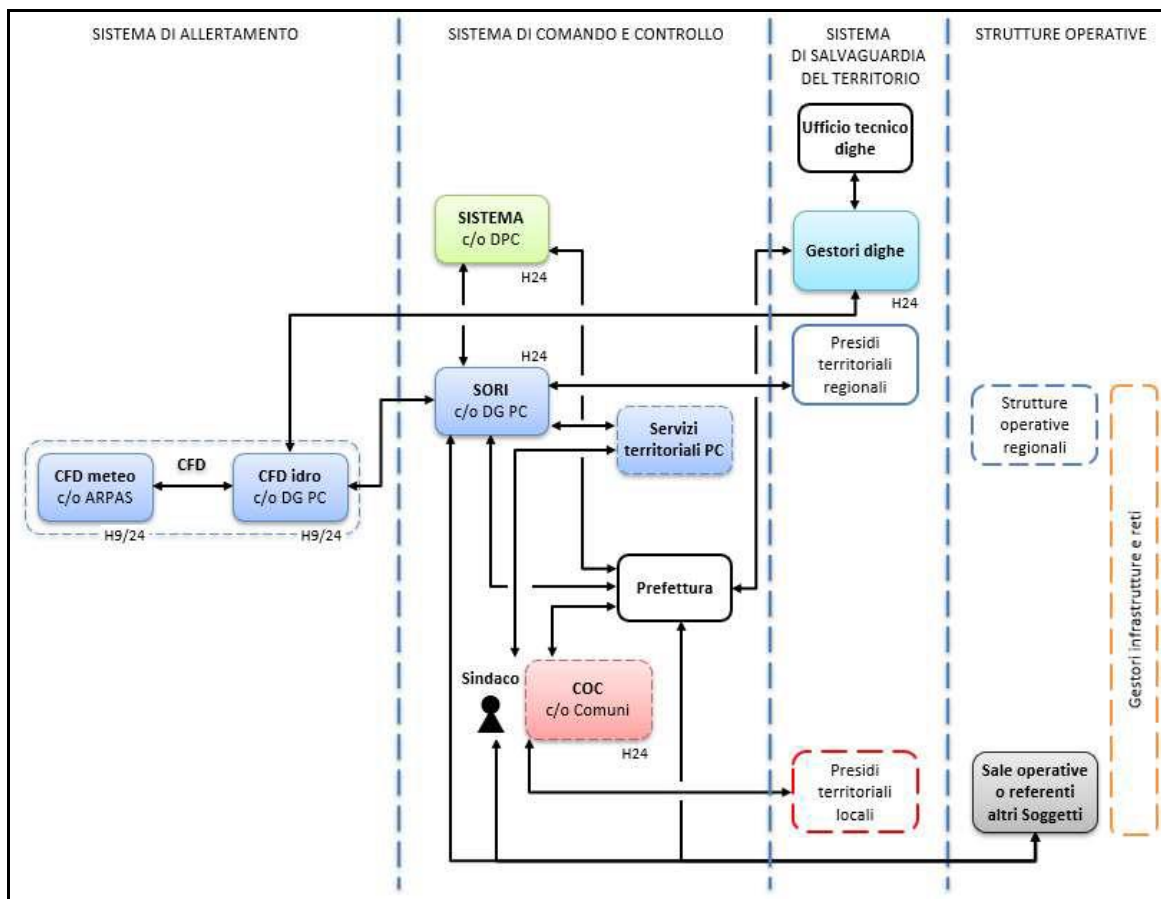 SISTEMA DI ALLERTAMENTO
SISTEMA DI COMANDO E CONTROLLO
SISTEMA
DI SALVAGUARDIA
DEL TERRITORIO
STRUTTURE OPERATIVE
Ufficio tecnico
dighe
SISTEMA
c/o DPC
H24
Gestori dighe
H24
H24
SORI
c/o DG PC
Presidi
territoriali
regionali
Servizi
territoriali PC
Strutture
operative
regionali
CFD
CFD meteo
c/o ARPAS
H9/24
CFD idro
c/o DG PC
H9/24
Prefettura
Sindaco
COC
c/o Comuni
H24
Presidi
territoriali
locali
Sale operative
o referenti
altri Soggetti
Gestori infrastrutture e reti